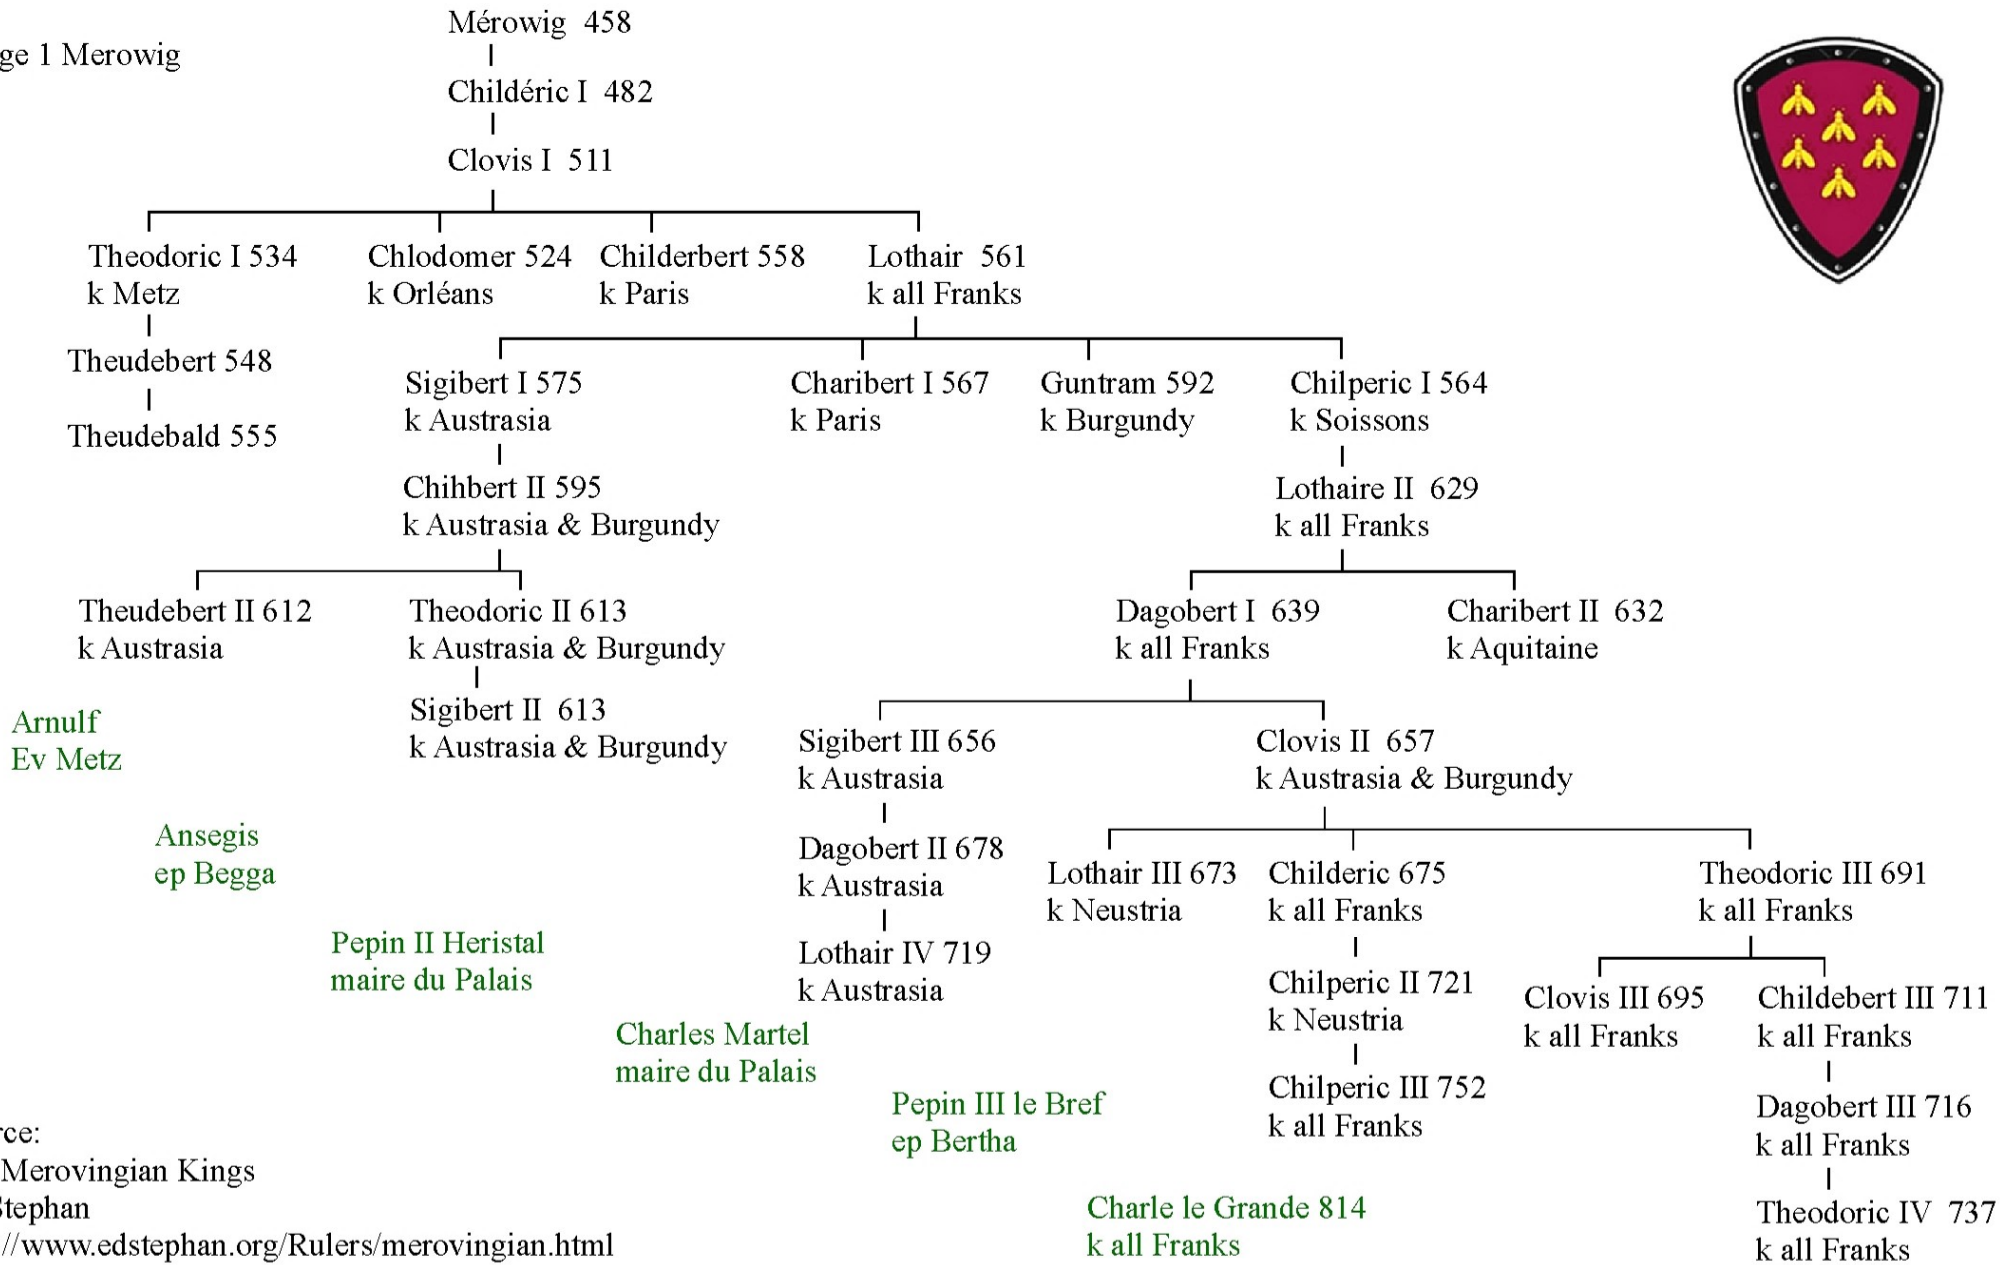 Mérowig 458
ge 1 Merowig
Childéric I 482
Clovis I 511
Theodoric I 534
k Metz
Chlodomer 524
k Orléans
Childerbert 558
k Paris
Lothair 561
k all Franks
Theudebert 548
Theudebald 555
Sigibert I 575
k Austrasia
Charibert I 567
k Paris
Guntram 592
k Burgundy
Chilperic I 564
k Soissons
Chihbert II 595
k Austrasia & Burgundy
Lothaire II 629
k all Franks
Theudebert II 612
k Austrasia
Theodoric II 613
k Austrasia & Burgundy
Dagobert I 639
k all Franks
Charibert II 632
k Aquitaine
Sigibert II 613
k Austrasia & Burgundy
Arnulf
Ev Metz
Sigibert III 656
k Austrasia
Clovis II 657
k Austrasia & Burgundy
Ansegis
ep Begga
Dagobert II 678
k Austrasia
Lothair III 673
k Neustria
Childeric 675
k all Franks
Theodoric III 691
k all Franks
Pepin II Heristal
maire du Palais
Lothair IV 719
k Austrasia
Chilperic II 721
k Neustria
Clovis III 695
k all Franks
Childebert III 711
k all Franks
Charles Martel
maire du Palais
Chilperic III 752
k all Franks
Pepin III le Bref
ep Bertha
Dagobert III 716
k all Franks
Charle le Grande 814
k all Franks
Theodoric IV 737
k all Franks
rce:
Merovingian Kings
Stephan
//www.edstephan.org/Rulers/merovingian.html